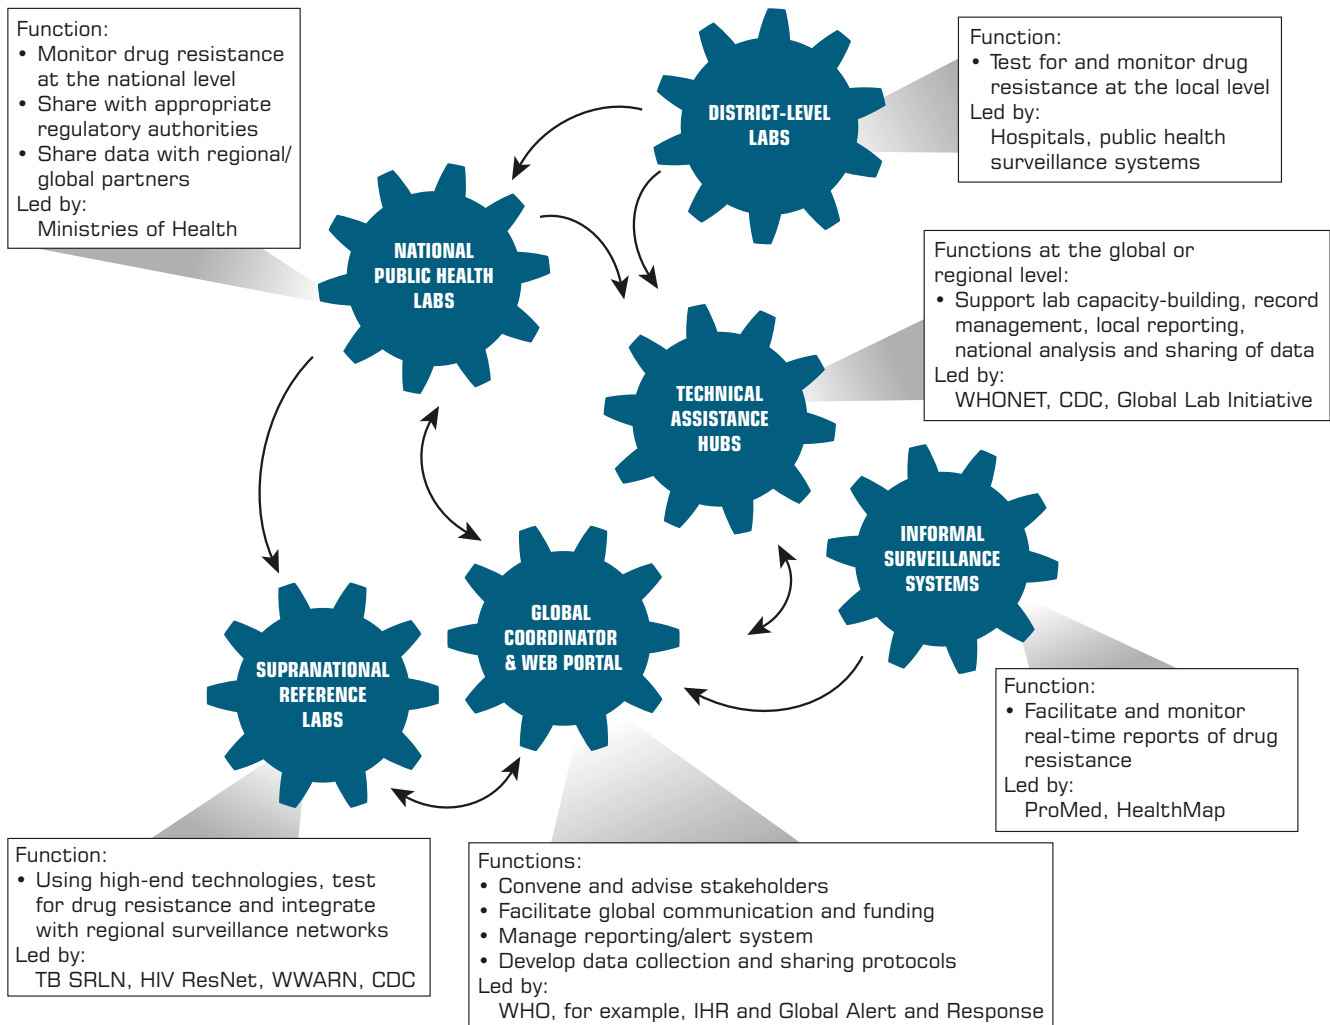 Function:
• Monitor drug resistance
at the national level
• Share with appropriate
regulatory authorities
• Share data with regional/
global partners
Led by:
Ministries of Health
DISTRICT-LEVEL
LABS
Function:
• Test for and monitor drug
resistance at the local level
Led by:
Hospitals, public health
surveillance systems
NATIONAL
PUBLIC HEALTH
LABS
Functions at the global or
regional level:
• Support lab capacity-building, record
management, local reporting,
national analysis and sharing of data
Led by:
WHONET, CDC, Global Lab Initiative
TECHNICAL
ASSISTANCE
HUBS
INFORMAL
SURVEILLANCE
SYSTEMS
GLOBAL
COORDINATOR
& WEB PORTAL
SUPRANATIONAL
REFERENCE
LABS
Function:
• Facilitate and monitor
real-time reports of drug
resistance
Led by:
ProMed, HealthMap
Function:
• Using high-end technologies, test
for drug resistance and integrate
with regional surveillance networks
Led by:
TB SRLN, HIV ResNet, WWARN, CDC
Functions:
• Convene and advise stakeholders
• Facilitate global communication and funding
• Manage reporting/alert system
• Develop data collection and sharing protocols
Led by:
WHO, for example, IHR and Global Alert and Response